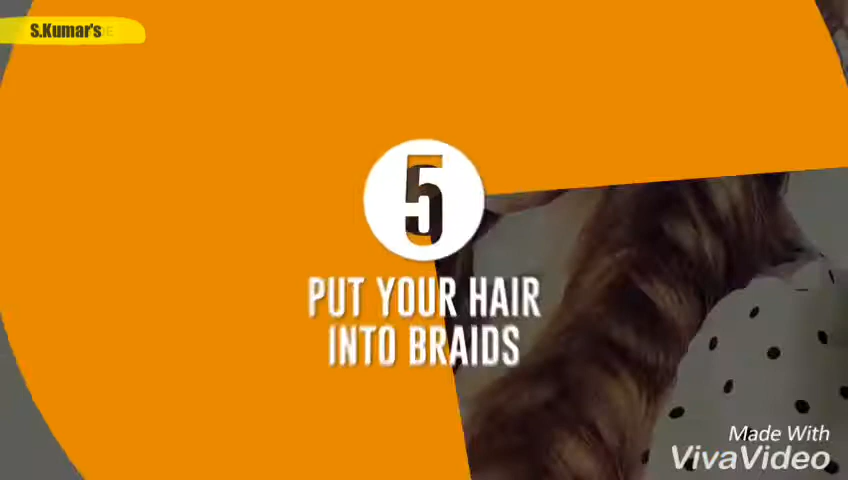 S.Kumar's
5
PUT YOUR HAIR
INTO BRAIDS
Made With
VivaVideo